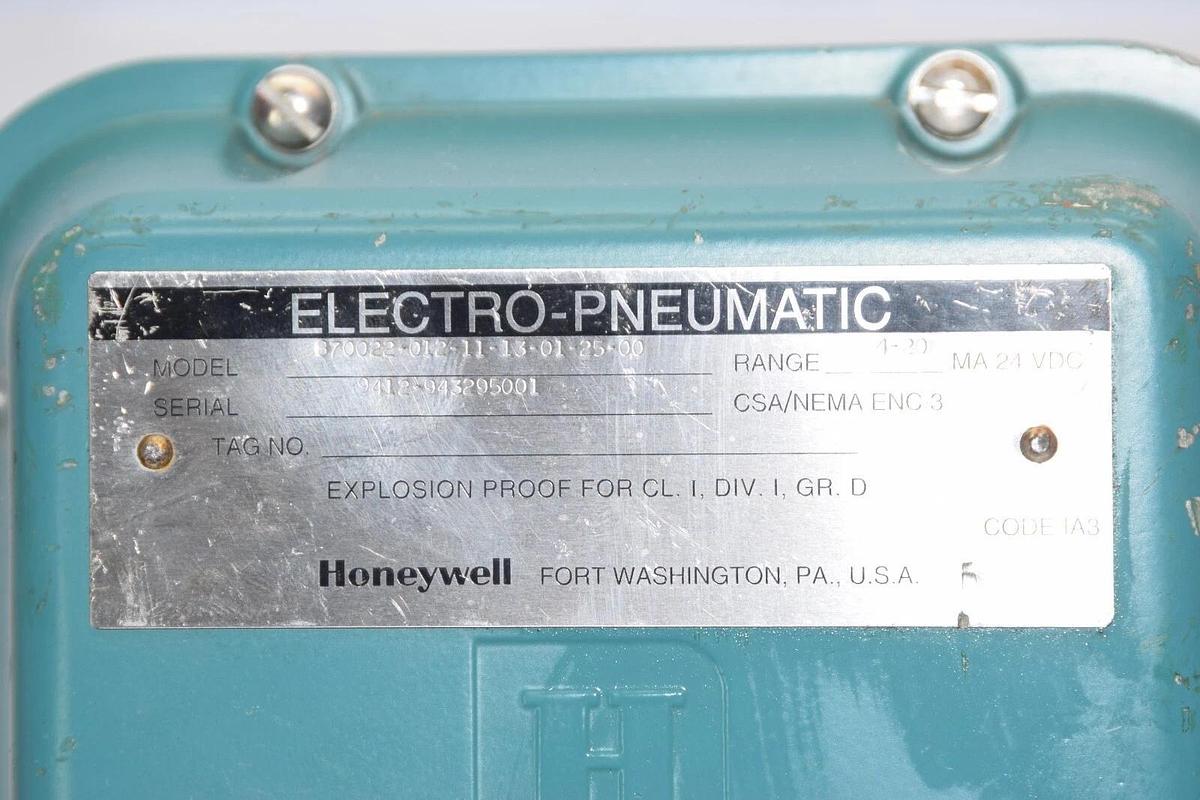 ELECTRO-PNEUMATIC
MODEL 870022-012-11-13-01-25-00 RANGE 4-20 MA 24 VDC
SERIAL 9412-943295001 CSA/NEMA ENC 3
TAG NO.
EXPLOSION PROOF FOR CL. I, DIV. I, GR. D
CODE IA3
Honeywell FORT WASHINGTON, PA., U.S.A.
H